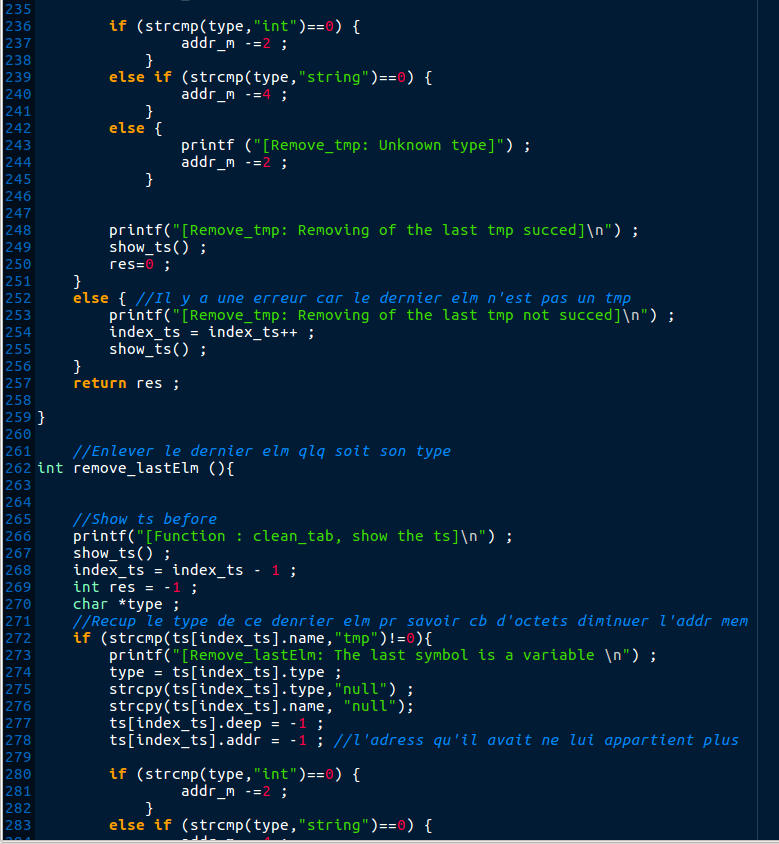 235
236 if (strcmp(type,"int")==0) {
237 addr_m -=2 ;
238 }
239 else if (strcmp(type,"string")==0) {
240 addr_m -=4 ;
241 }
242 else {
243 printf ("[Remove_tmp: Unknown type]") ;
244 addr_m -=2 ;
245 }
246
247
248 printf("[Remove_tmp: Removing of the last tmp succed]\n") ;
249 show_ts() ;
250 res=0 ;
251 }
252 else { //Il y a une erreur car le dernier elm n'est pas un tmp
253 printf("[Remove_tmp: Removing of the last tmp not succed]\n") ;
254 index_ts = index_ts++ ;
255 show_ts() ;
256 }
257 return res ;
258
259 }
260
261 //Enlever le dernier elm qlq soit son type
262 int remove_lastElm (){
263
264
265 //Show ts before
266 printf("[Function : clean_tab, show the ts]\n") ;
267 show_ts() ;
268 index_ts = index_ts - 1 ;
269 int res = -1 ;
270 char *type ;
271 //Recup le type de ce denrier elm pr savoir cb d'octets diminuer l'addr mem
272 if (strcmp(ts[index_ts].name,"tmp")!=0){
273 printf("[Remove_lastElm: The last symbol is a variable \n") ;
274 type = ts[index_ts].type ;
275 strcpy(ts[index_ts].type,"null") ;
276 strcpy(ts[index_ts].name, "null");
277 ts[index_ts].deep = -1 ;
278 ts[index_ts].addr = -1 ; //l'adress qu'il avait ne lui appartient plus
279
280 if (strcmp(type,"int")==0) {
281 addr_m -=2 ;
282 }
283 else if (strcmp(type,"string")==0) {